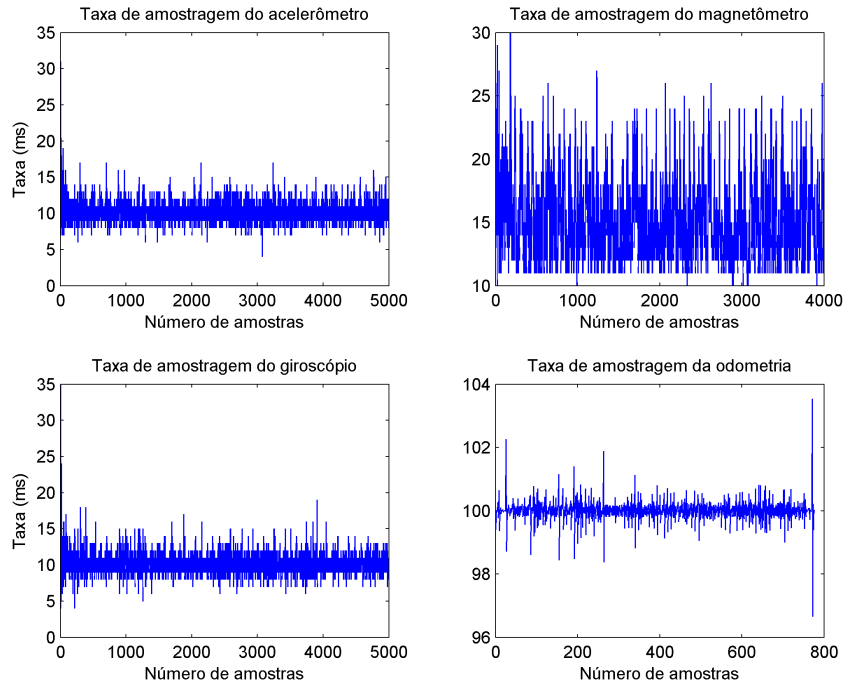 Taxa de amostragem do acelerômetro
Taxa (ms)
35
30
25
20
15
10
5
0
0 1000 2000 3000 4000 5000
Número de amostras
Taxa de amostragem do magnetômetro
30
25
20
15
10
0 1000 2000 3000 4000
Número de amostras
Taxa de amostragem do giroscópio
Taxa (ms)
35
30
25
20
15
10
5
0
0 1000 2000 3000 4000 5000
Número de amostras
Taxa de amostragem da odometria
104
102
100
98
96
0 200 400 600 800
Número de amostras